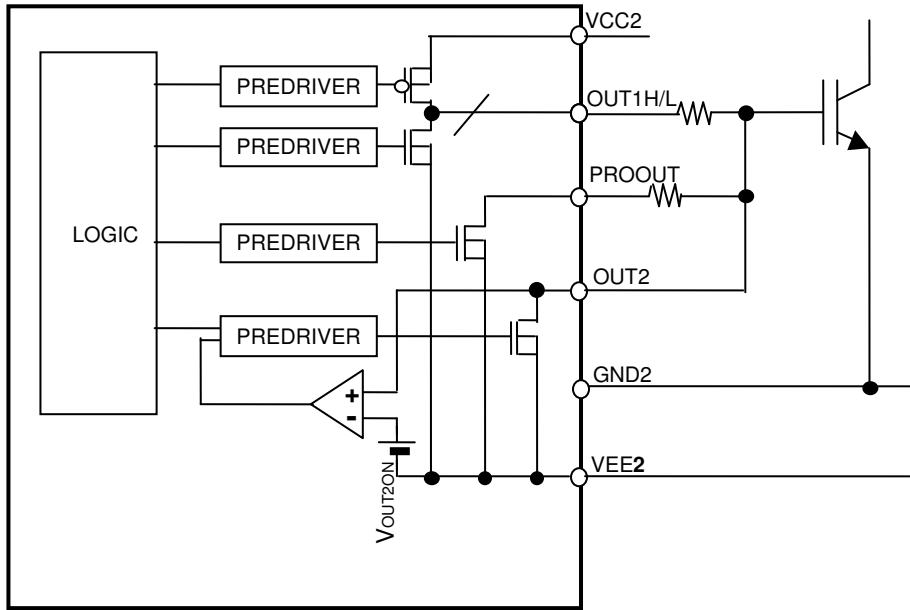 VCC2
PREDRIVER
OUT1H/L
PREDRIVER
PROOUT
LOGIC
PREDRIVER
OUT2
PREDRIVER
GND2
+
-
VEE2
VOUT2ON